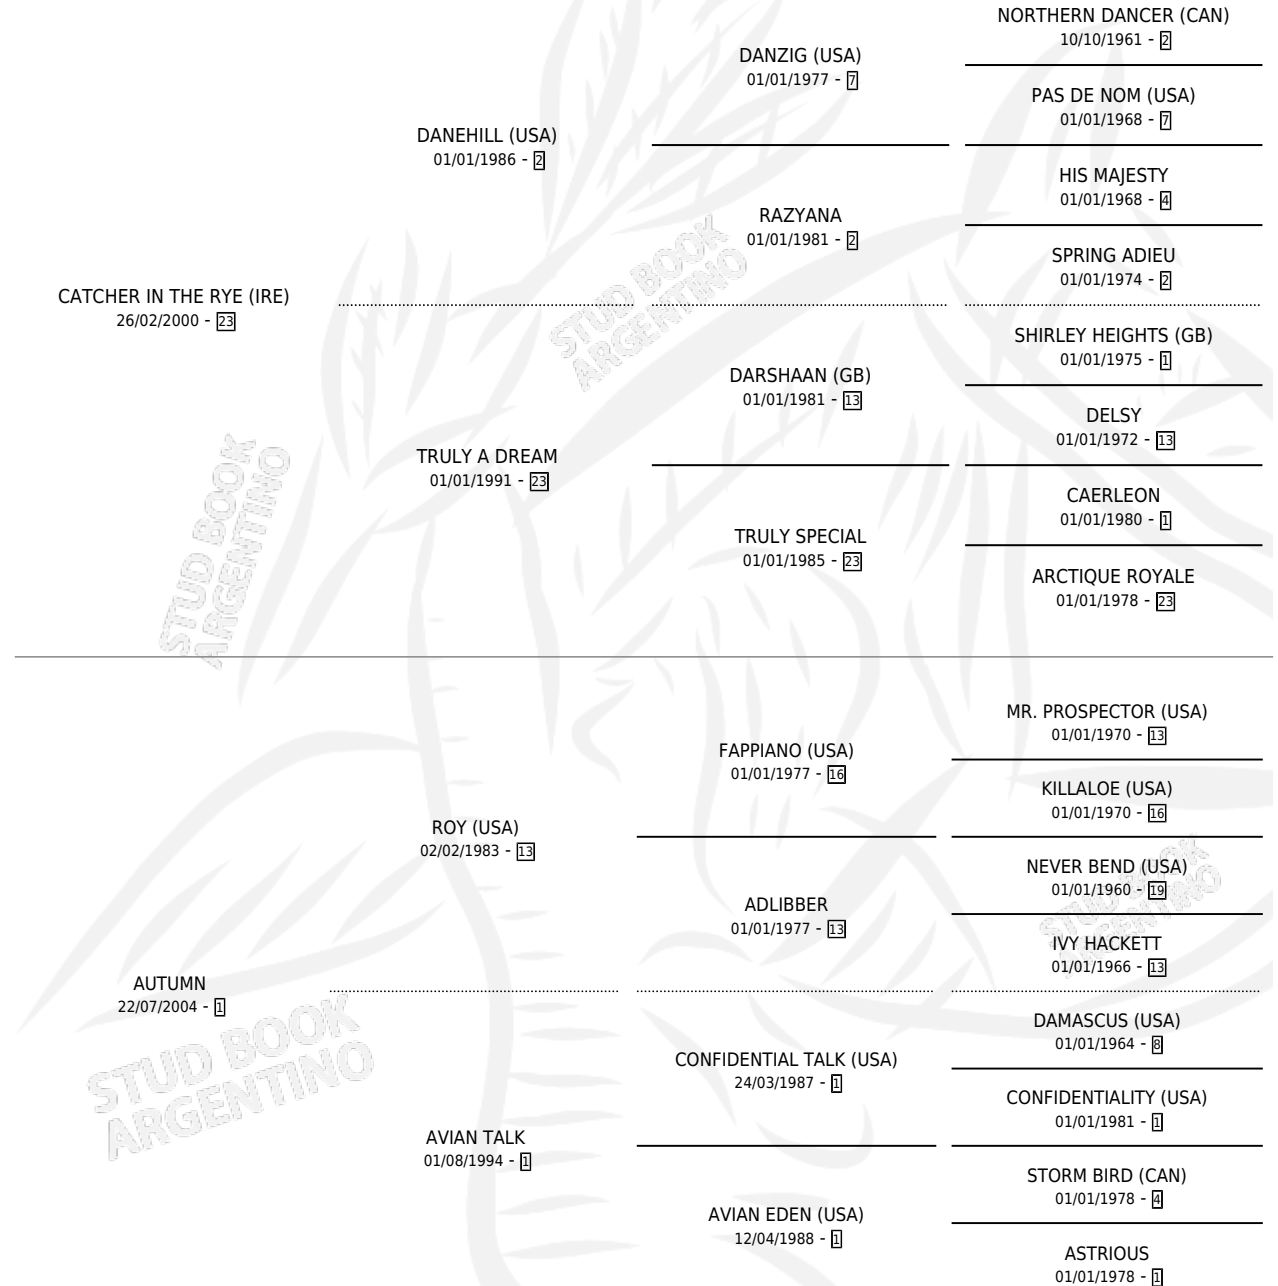 NORTHERN DANCER (CAN)
10/10/1961 - 2
DANZIG (USA)
01/01/1977 - 7
PAS DE NOM (USA)
01/01/1968 - 7
DANEHILL (USA)
01/01/1986 - 2
HIS MAJESTY
01/01/1968 - 4
RAZYANA
01/01/1981 - 2
SPRING ADIEU
01/01/1974 - 2
CATCHER IN THE RYE (IRE)
26/02/2000 - 23
SHIRLEY HEIGHTS (GB)
01/01/1975 - 1
DARSHAAN (GB)
01/01/1981 - 13
DELSY
01/01/1972 - 13
TRULY A DREAM
01/01/1991 - 23
CAERLEON
01/01/1980 - 1
TRULY SPECIAL
01/01/1985 - 23
ARCTIQUE ROYALE
01/01/1978 - 23
STUD BOOK
ARGENTINO
STUD BOOK
ARGENTINO
MR. PROSPECTOR (USA)
01/01/1970 - 13
FAPPIANO (USA)
01/01/1977 - 16
KILLALOE (USA)
01/01/1970 - 16
ROY (USA)
02/02/1983 - 13
NEVER BEND (USA)
01/01/1960 - 19
ADLIBBER
01/01/1977 - 13
IVY HACKETT
01/01/1966 - 13
STUD BOOK
ARGENTINO
AUTUMN
22/07/2004 - 1
DAMASCUS (USA)
01/01/1964 - 8
CONFIDENTIAL TALK (USA)
24/03/1987 - 1
CONFIDENTIALITY (USA)
01/01/1981 - 1
AVIAN TALK
01/08/1994 - 1
STORM BIRD (CAN)
01/01/1978 - 4
AVIAN EDEN (USA)
12/04/1988 - 1
ASTRIOUS
01/01/1978 - 1
STUD BOOK
ARGENTINO